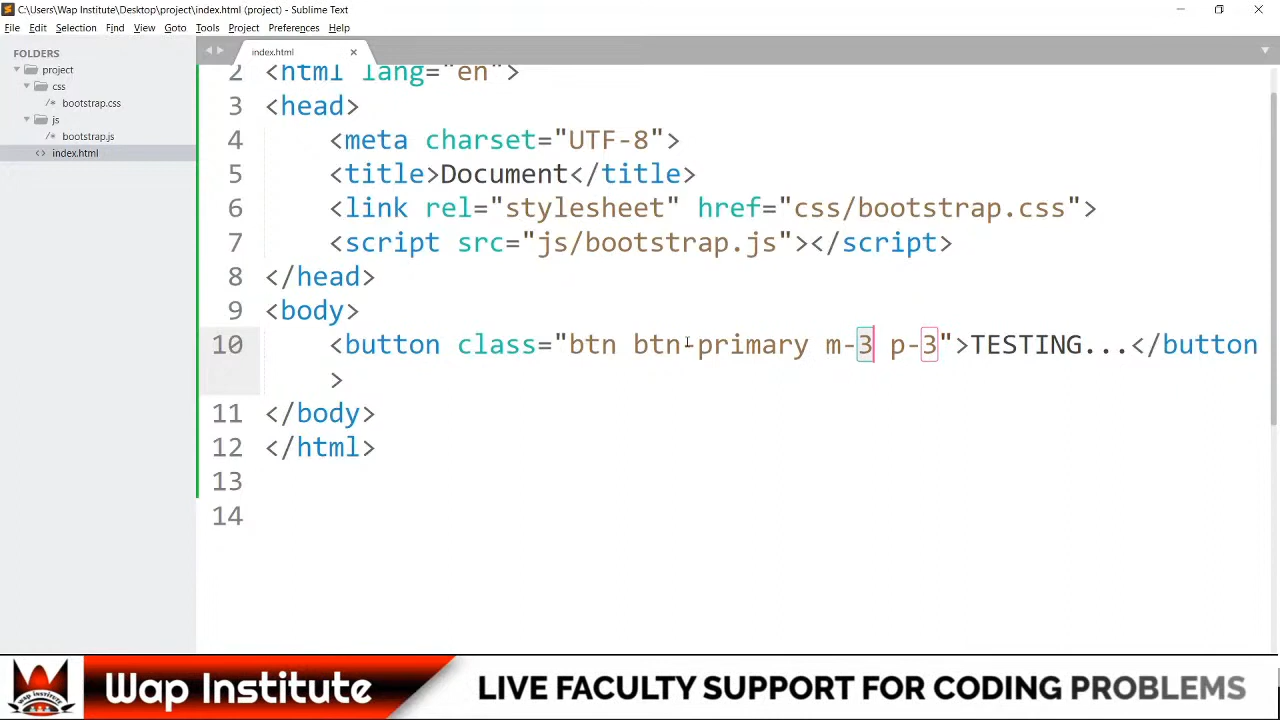 C:\Users\Wap Institute\Desktop\project\index.html (project) - Sublime Text
File Edit Selection Find View Goto Tools Project Preferences Help
FOLDERS
project
css
/* bootstrap.css
js
/* bootstrap.js
<> index.html
index.html
2 <html lang="en">
3 <head>
4 <meta charset="UTF-8">
5 <title>Document</title>
6 <link rel="stylesheet" href="css/bootstrap.css">
7 <script src="js/bootstrap.js"></script>
8 </head>
9 <body>
10 <button class="btn btn-primary m-3 p-3">TESTING...</button
>
11 </body>
12 </html>
13
14
WAP INSTITUTE
Wap Institute
LIVE FACULTY SUPPORT FOR CODING PROBLEMS